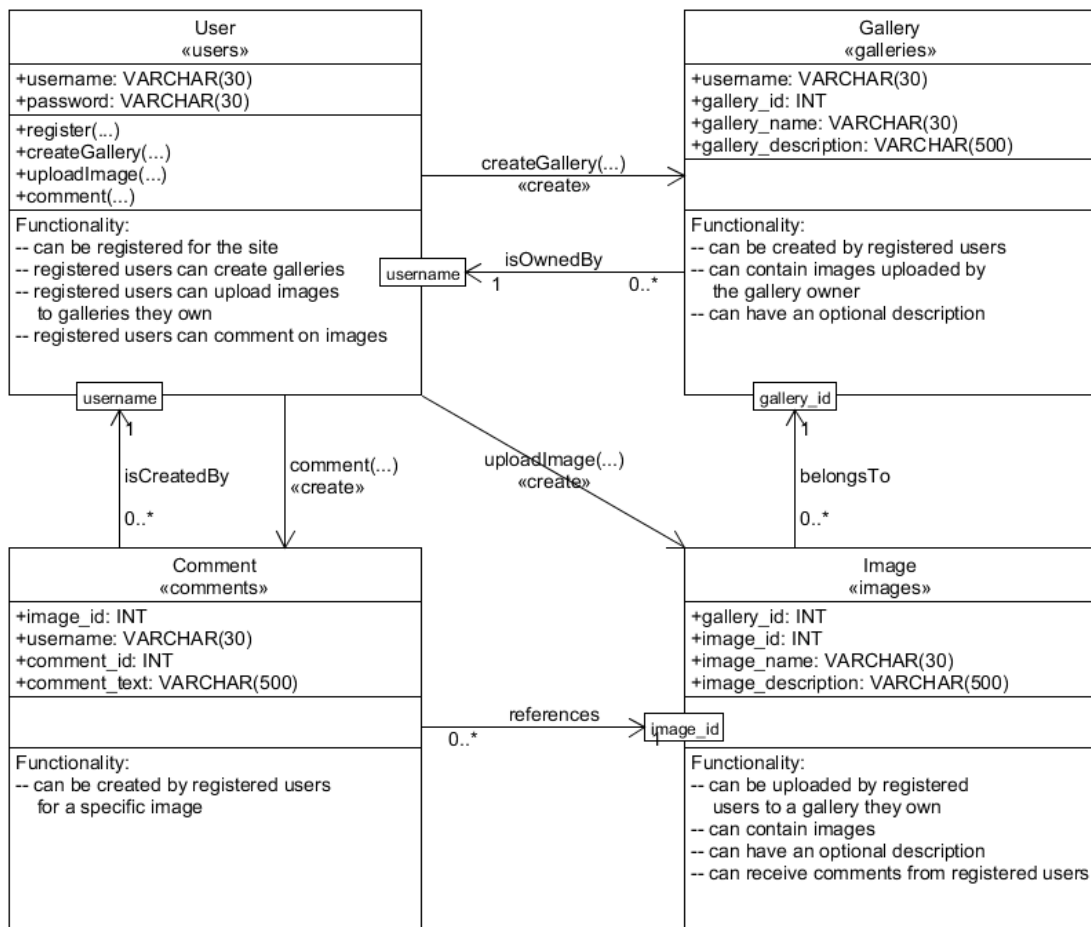 User
«users»
+username: VARCHAR(30)
+password: VARCHAR(30)
+register(...)
+createGallery(...)
+uploadImage(...)
+comment(...)
Functionality:
-- can be registered for the site
-- registered users can create galleries
-- registered users can upload images
to galleries they own
-- registered users can comment on images
createGallery(...)
«create»
username
isOwnedBy
1
0..*
Gallery
«galleries»
+username: VARCHAR(30)
+gallery_id: INT
+gallery_name: VARCHAR(30)
+gallery_description: VARCHAR(500)
Functionality:
-- can be created by registered users
-- can contain images uploaded by
the gallery owner
-- can have an optional description
username
1
isCreatedBy
0..*
comment(...)
«create»
uploadImage(...)
«create»
gallery_id
1
belongsTo
0..*
Comment
«comments»
+image_id: INT
+username: VARCHAR(30)
+comment_id: INT
+comment_text: VARCHAR(500)
Functionality:
-- can be created by registered users
for a specific image
references
0..*
image_id
1
Image
«images»
+gallery_id: INT
+image_id: INT
+image_name: VARCHAR(30)
+image_description: VARCHAR(500)
Functionality:
-- can be uploaded by registered
users to a gallery they own
-- can contain images
-- can have an optional description
-- can receive comments from registered users